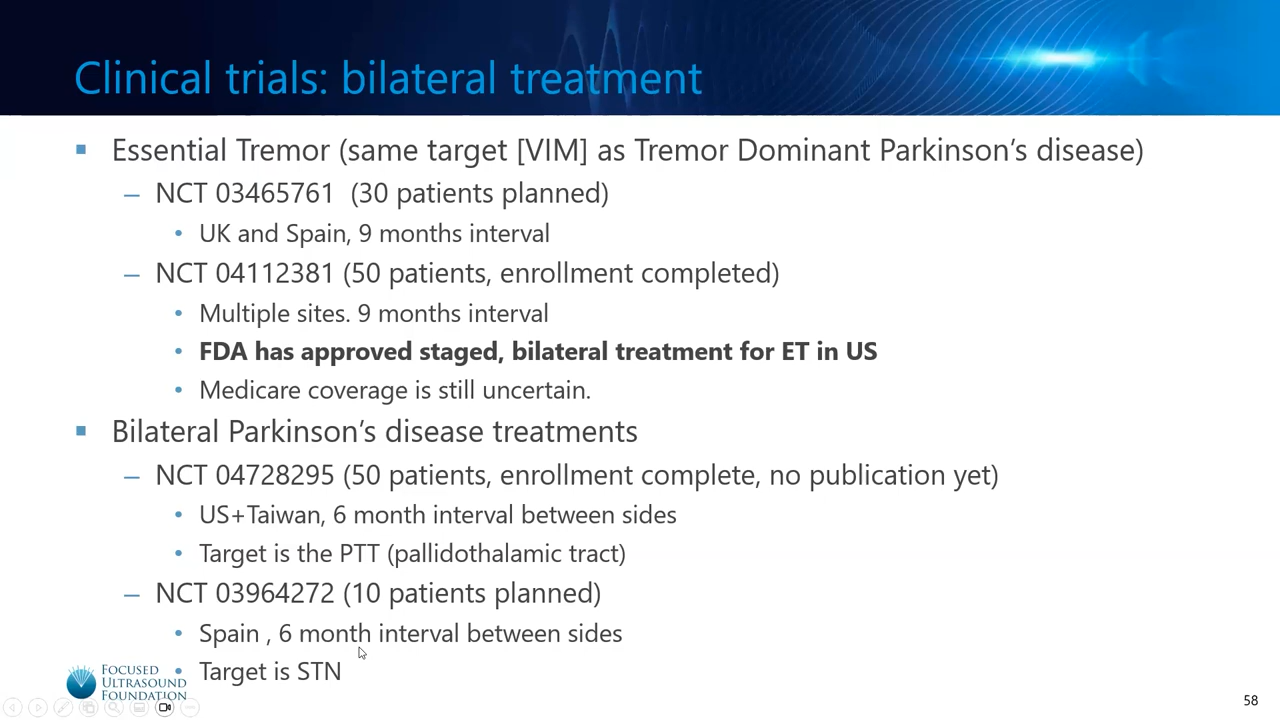 Clinical trials: bilateral treatment
▪ Essential Tremor (same target [VIM] as Tremor Dominant Parkinson's disease)
– NCT 03465761 (30 patients planned)
• UK and Spain, 9 months interval
– NCT 04112381 (50 patients, enrollment completed)
• Multiple sites. 9 months interval
• FDA has approved staged, bilateral treatment for ET in US
• Medicare coverage is still uncertain.
▪ Bilateral Parkinson's disease treatments
– NCT 04728295 (50 patients, enrollment complete, no publication yet)
• US+Taiwan, 6 month interval between sides
• Target is the PTT (pallidothalamic tract)
– NCT 03964272 (10 patients planned)
• Spain , 6 month interval between sides
• Target is STN
FOCUSED
ULTRASOUND
FOUNDATION
58